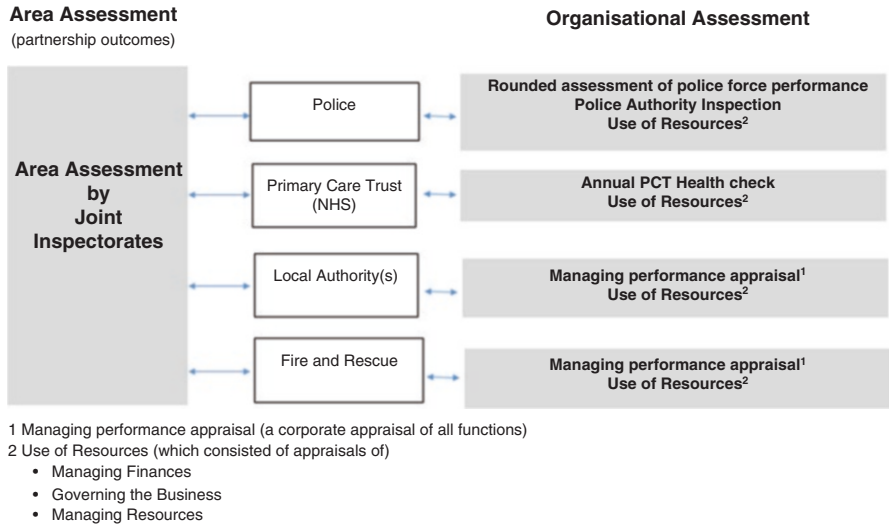 Area Assessment
(partnership outcomes)
Organisational Assessment
Area Assessment
by
Joint
Inspectorates
Police
Rounded assessment of police force performance
Police Authority Inspection
Use of Resources²
Primary Care Trust
(NHS)
Annual PCT Health check
Use of Resources²
Local Authority(s)
Managing performance appraisal¹
Use of Resources²
Fire and Rescue
Managing performance appraisal¹
Use of Resources²
1 Managing performance appraisal (a corporate appraisal of all functions)
2 Use of Resources (which consisted of appraisals of)
• Managing Finances
• Governing the Business
• Managing Resources